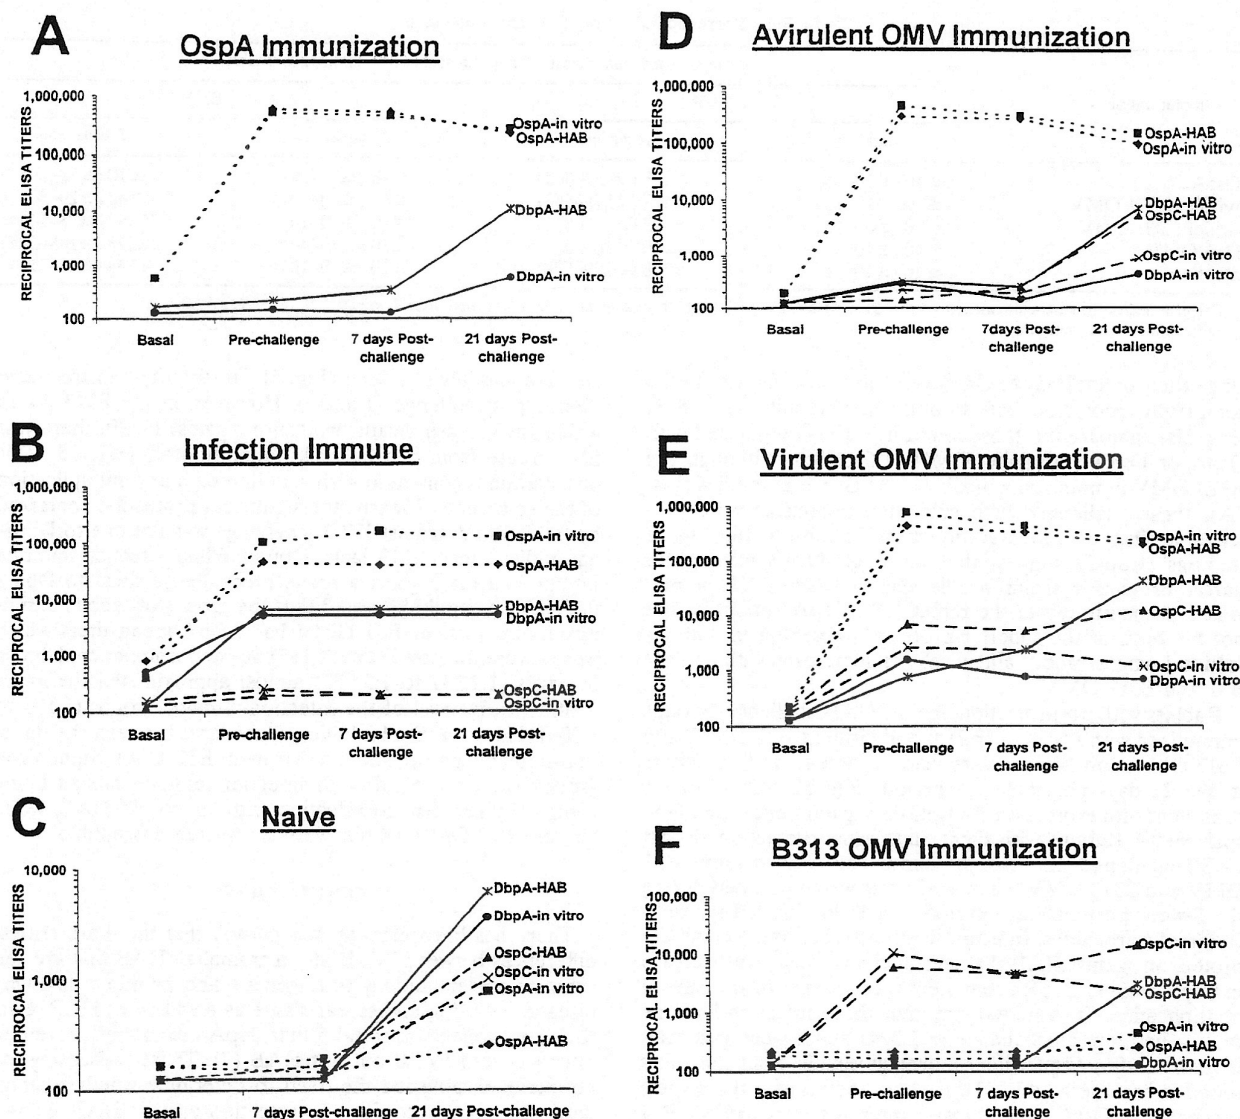 A
OspA Immunization
RECIPROCAL ELISA TITERS
1,000,000
100,000
10,000
1,000
100
OspA-in vitro
OspA-HAB
DbpA-HAB
DbpA-in vitro
Basal
Pre-challenge
7 days Post-
challenge
21 days Post-
challenge
B
Infection Immune
RECIPROCAL ELISA TITERS
1,000,000
100,000
10,000
1,000
100
OspA-in vitro
OspA-HAB
DbpA-HAB
DbpA-in vitro
OspC-HAB
OspC-in vitro
Basal
Pre-challenge
7 days Post-
challenge
21 days Post-
challenge
C
Naive
RECIPROCAL ELISA TITERS
10,000
1,000
100
DbpA-HAB
DbpA-in vitro
OspC-HAB
OspC-in vitro
OspA-in vitro
OspA-HAB
Basal
7 days Post-challenge
21 days Post-challenge
D
Avirulent OMV Immunization
RECIPROCAL ELISA TITERS
1,000,000
100,000
10,000
1,000
100
OspA-HAB
OspA-in vitro
DbpA-HAB
OspC-HAB
OspC-in vitro
DbpA-in vitro
Basal
Pre-challenge
7days Post-
challenge
21 days Post-
challenge
E
Virulent OMV Immunization
RECIPROCAL ELISA TITERS
1,000,000
100,000
10,000
1,000
100
OspA-in vitro
OspA-HAB
DbpA-HAB
OspC-HAB
OspC-in vitro
DbpA-in vitro
Basal
Pre-challenge
7 days Post-
challenge
21 days Post-
challenge
F
B313 OMV Immunization
RECIPROCAL ELISA TITERS
100,000
10,000
1,000
100
OspC-in vitro
DbpA-HAB
OspC-HAB
OspA-in vitro
OspA-HAB
DbpA-in vitro
Basal
Pre-challenge
7 days Post-
challenge
21 days Post-
challenge